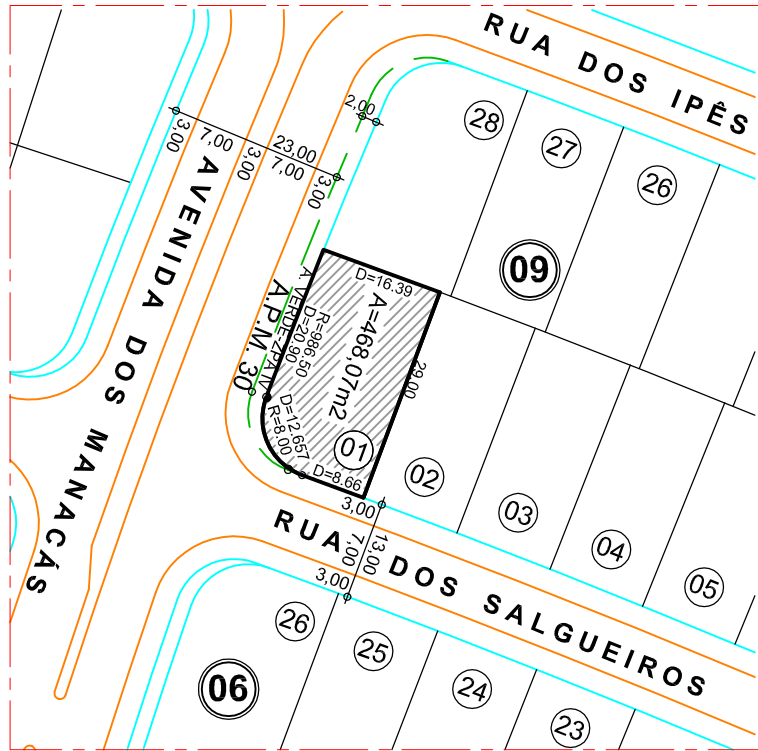 RUA DOS IPÊS
28
27
26
2,00
3,00
7,00
3,00
23,00
7,00
3,00
AVENIDA DOS MANACÁS
09
D=16.39
A=468,07m2
29.00
A. VERDE-2PA IV
A.P.M. 30
R=986.50
D=20.90
D=12.657
R=8.00
D=8.66
01
02
03
04
05
3,00
13,00
7,00
3,00
RUA DOS SALGUEIROS
26
25
24
23
06